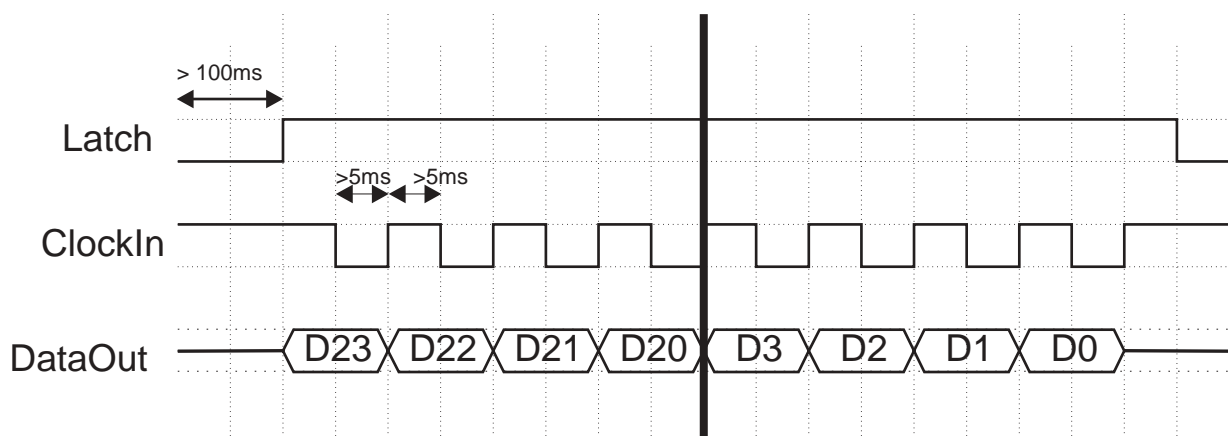 > 100ms
Latch
>5ms >5ms
ClockIn
DataOut D23 D22 D21 D20 D3 D2 D1 D0